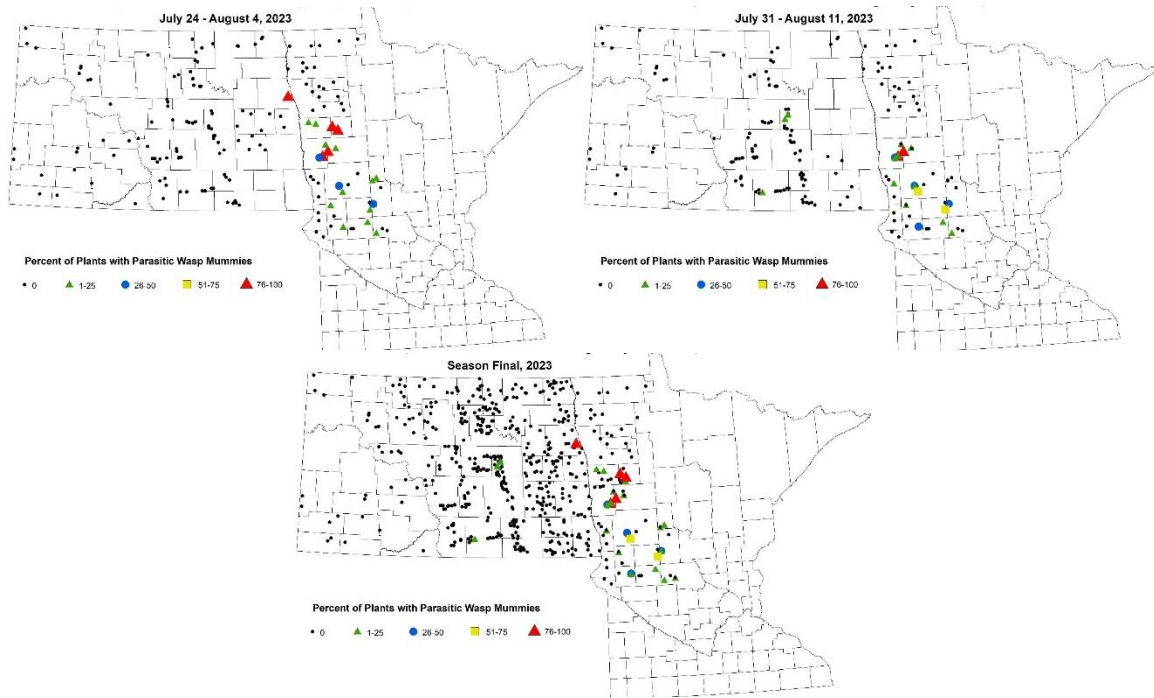 July 24 - August 4, 2023
Percent of Plants with Parasitic Wasp Mummies
0 1-25 26-50 51-75 76-100
July 31 - August 11, 2023
Percent of Plants with Parasitic Wasp Mummies
0 1-25 26-50 51-75 76-100
Season Final, 2023
Percent of Plants with Parasitic Wasp Mummies
0 1-25 26-50 51-75 76-100